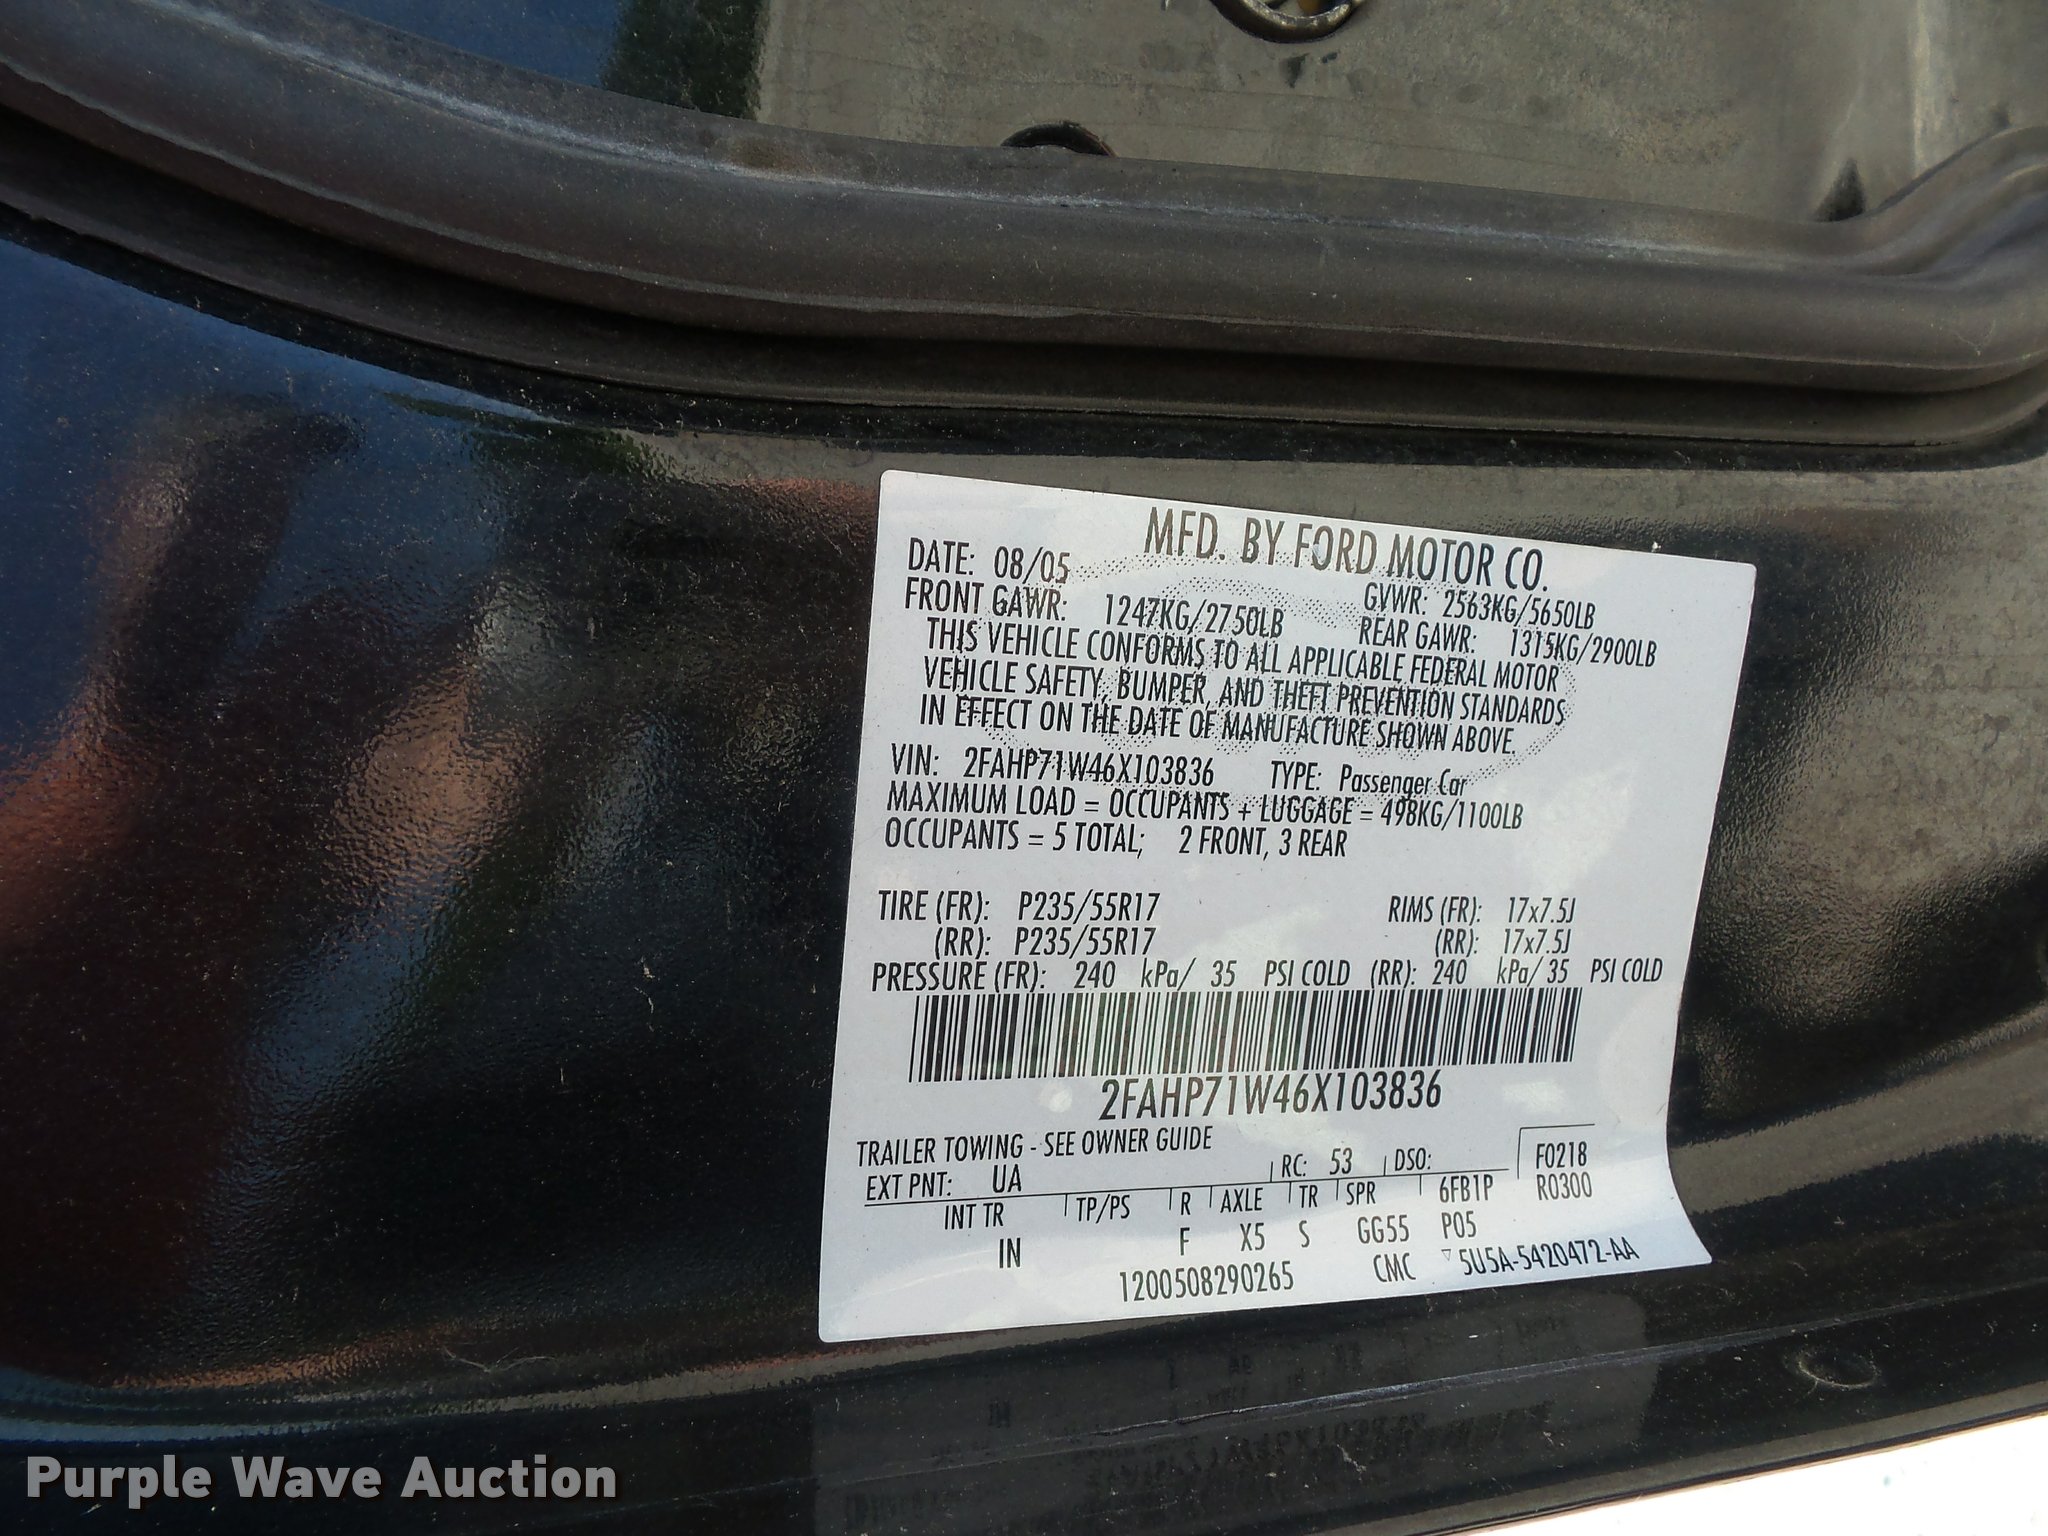 MFD. BY FORD MOTOR CO.
DATE: 08/05 GVWR: 2563KG/5650LB
FRONT GAWR: 1247KG/2750LB REAR GAWR: 1315KG/2900LB
THIS VEHICLE CONFORMS TO ALL APPLICABLE FEDERAL MOTOR
VEHICLE SAFETY, BUMPER, AND THEFT PREVENTION STANDARDS
IN EFFECT ON THE DATE OF MANUFACTURE SHOWN ABOVE.
VIN: 2FAHP71W46X103836 TYPE: Passenger Car
MAXIMUM LOAD = OCCUPANTS + LUGGAGE = 498KG/1100LB
OCCUPANTS = 5 TOTAL; 2 FRONT, 3 REAR
TIRE (FR): P235/55R17 RIMS (FR): 17x7.5J
(RR): P235/55R17 (RR): 17x7.5J
PRESSURE (FR): 240 kPa/ 35 PSI COLD (RR): 240 kPa/ 35 PSI COLD
2FAHP71W46X103836
TRAILER TOWING - SEE OWNER GUIDE
EXT PNT: UA RC: 53 DSO: F0218
INT TR TP/PS R AXLE TR SPR 6FB1P R0300
IN F X5 S GG55 P05
1200508290265 CMC ▽5U5A-5420472-AA
Purple Wave Auction